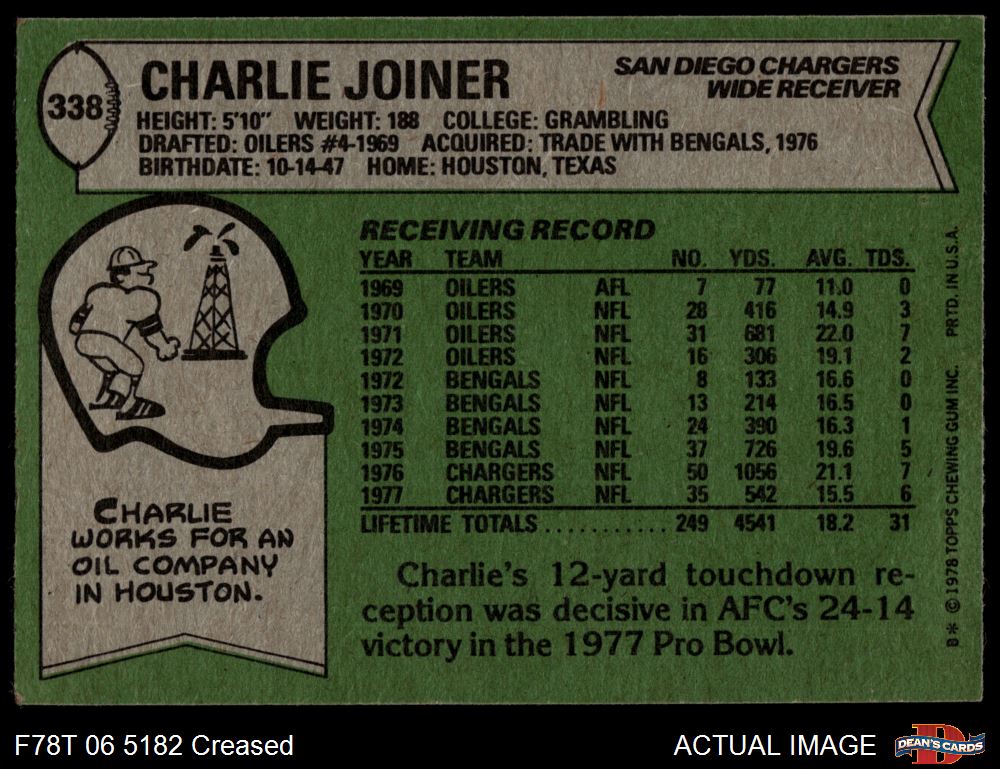 338
CHARLIE JOINER
SAN DIEGO CHARGERS
WIDE RECEIVER
HEIGHT: 5'10" WEIGHT: 188 COLLEGE: GRAMBLING
DRAFTED: OILERS #4-1969 ACQUIRED: TRADE WITH BENGALS, 1976
BIRTHDATE: 10-14-47 HOME: HOUSTON, TEXAS
RECEIVING RECORD
YEAR TEAM NO. YDS. AVG. TDS.
1969 OILERS AFL 7 77 11.0 0
1970 OILERS NFL 28 416 14.9 3
1971 OILERS NFL 31 681 22.0 7
1972 OILERS NFL 16 306 19.1 2
1972 BENGALS NFL 8 133 16.6 0
1973 BENGALS NFL 13 214 16.5 0
1974 BENGALS NFL 24 390 16.3 1
1975 BENGALS NFL 37 726 19.6 5
1976 CHARGERS NFL 50 1056 21.1 7
1977 CHARGERS NFL 35 542 15.5 6
LIFETIME TOTALS........... 249 4541 18.2 31
CHARLIE
WORKS FOR AN
OIL COMPANY
IN HOUSTON.
Charlie's 12-yard touchdown re-
ception was decisive in AFC's 24-14
victory in the 1977 Pro Bowl.
B* © 1978 TOPPS CHEWING GUM INC. PRTD. IN U.S.A.
F78T 06 5182 Creased
ACTUAL IMAGE
D
DEAN'S CARDS